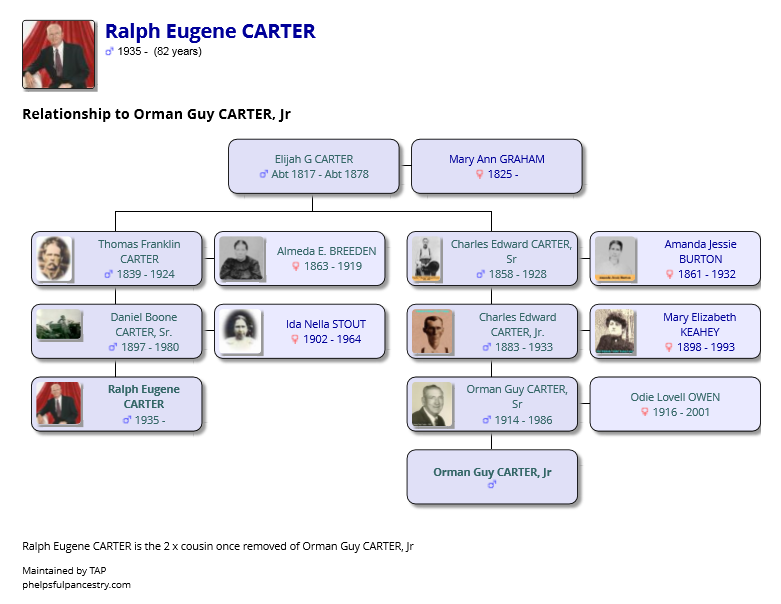 Ralph Eugene CARTER
♂ 1935 - (82 years)
Relationship to Orman Guy CARTER, Jr
Elijah G CARTER
♂ Abt 1817 - Abt 1878
Mary Ann GRAHAM
♀ 1825 -
Thomas Franklin
CARTER
♂ 1839 - 1924
Almeda E. BREEDEN
♀ 1863 - 1919
Charles Edward CARTER,
Sr
♂ 1858 - 1928
Amanda Jessie
BURTON
♀ 1861 - 1932
Daniel Boone
CARTER, Sr.
♂ 1897 - 1980
Ida Nella STOUT
♀ 1902 - 1964
Charles Edward
CARTER, Jr.
♂ 1883 - 1933
Mary Elizabeth
KEAHEY
♀ 1898 - 1993
Ralph Eugene
CARTER
♂ 1935 -
Orman Guy CARTER,
Sr
♂ 1914 - 1986
Odie Lovell OWEN
♀ 1916 - 2001
Orman Guy CARTER, Jr
♂
Ralph Eugene CARTER is the 2 x cousin once removed of Orman Guy CARTER, Jr
Maintained by TAP
phelpsfulpancestry.com